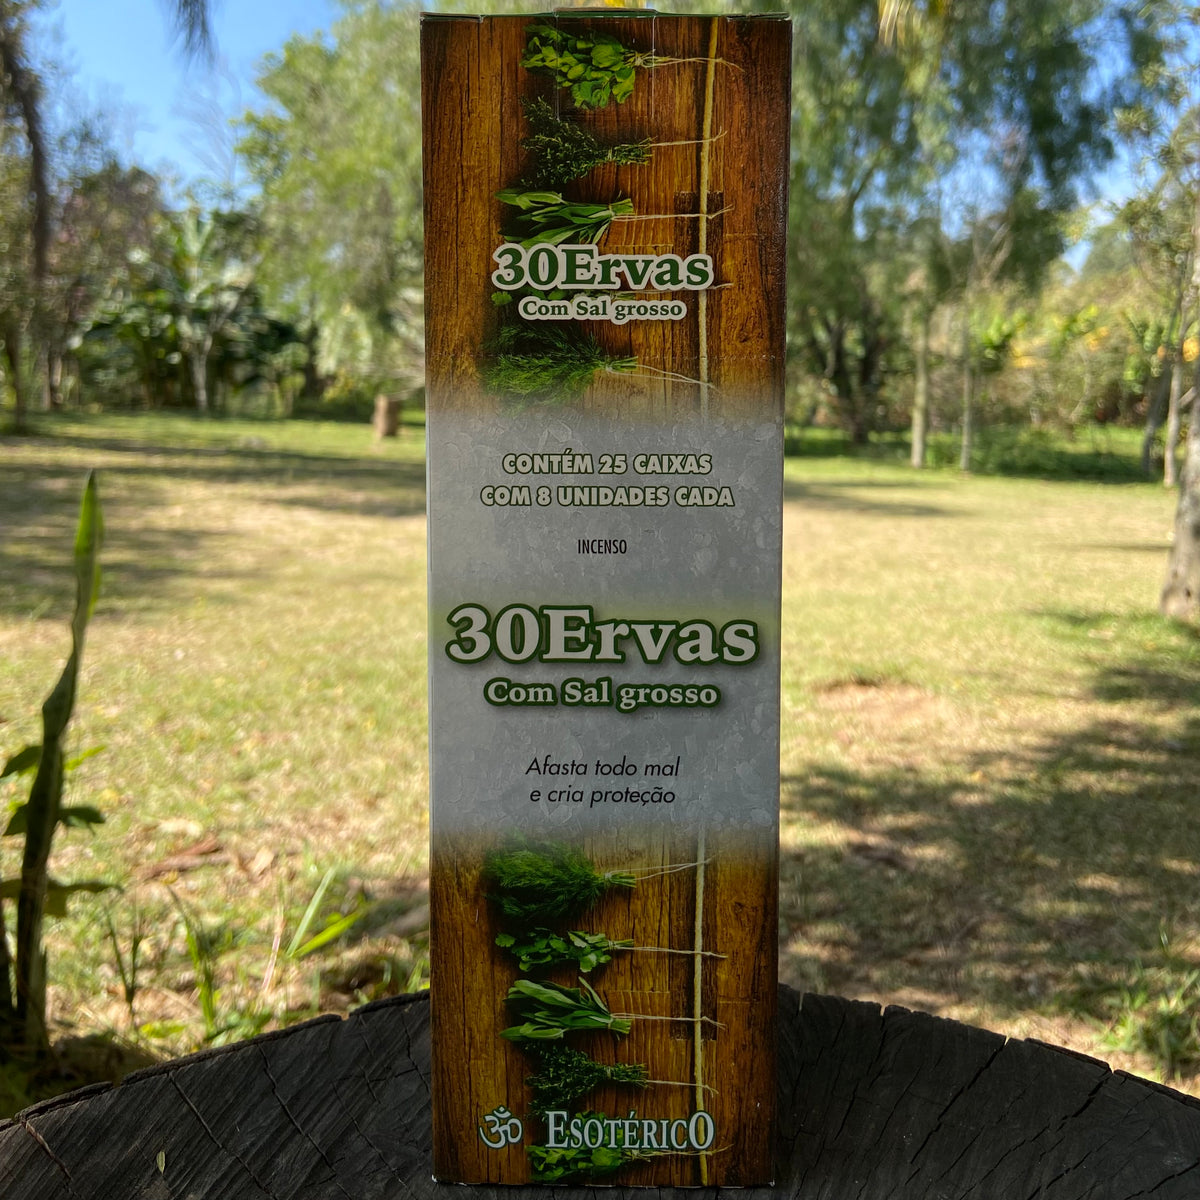 30Ervas
Com Sal grosso
CONTÉM 25 CAIXAS
COM 8 UNIDADES CADA
INCENSO
30Ervas
Com Sal grosso
Afasta todo mal
e cria proteção
ॐ ESOTÉRICO